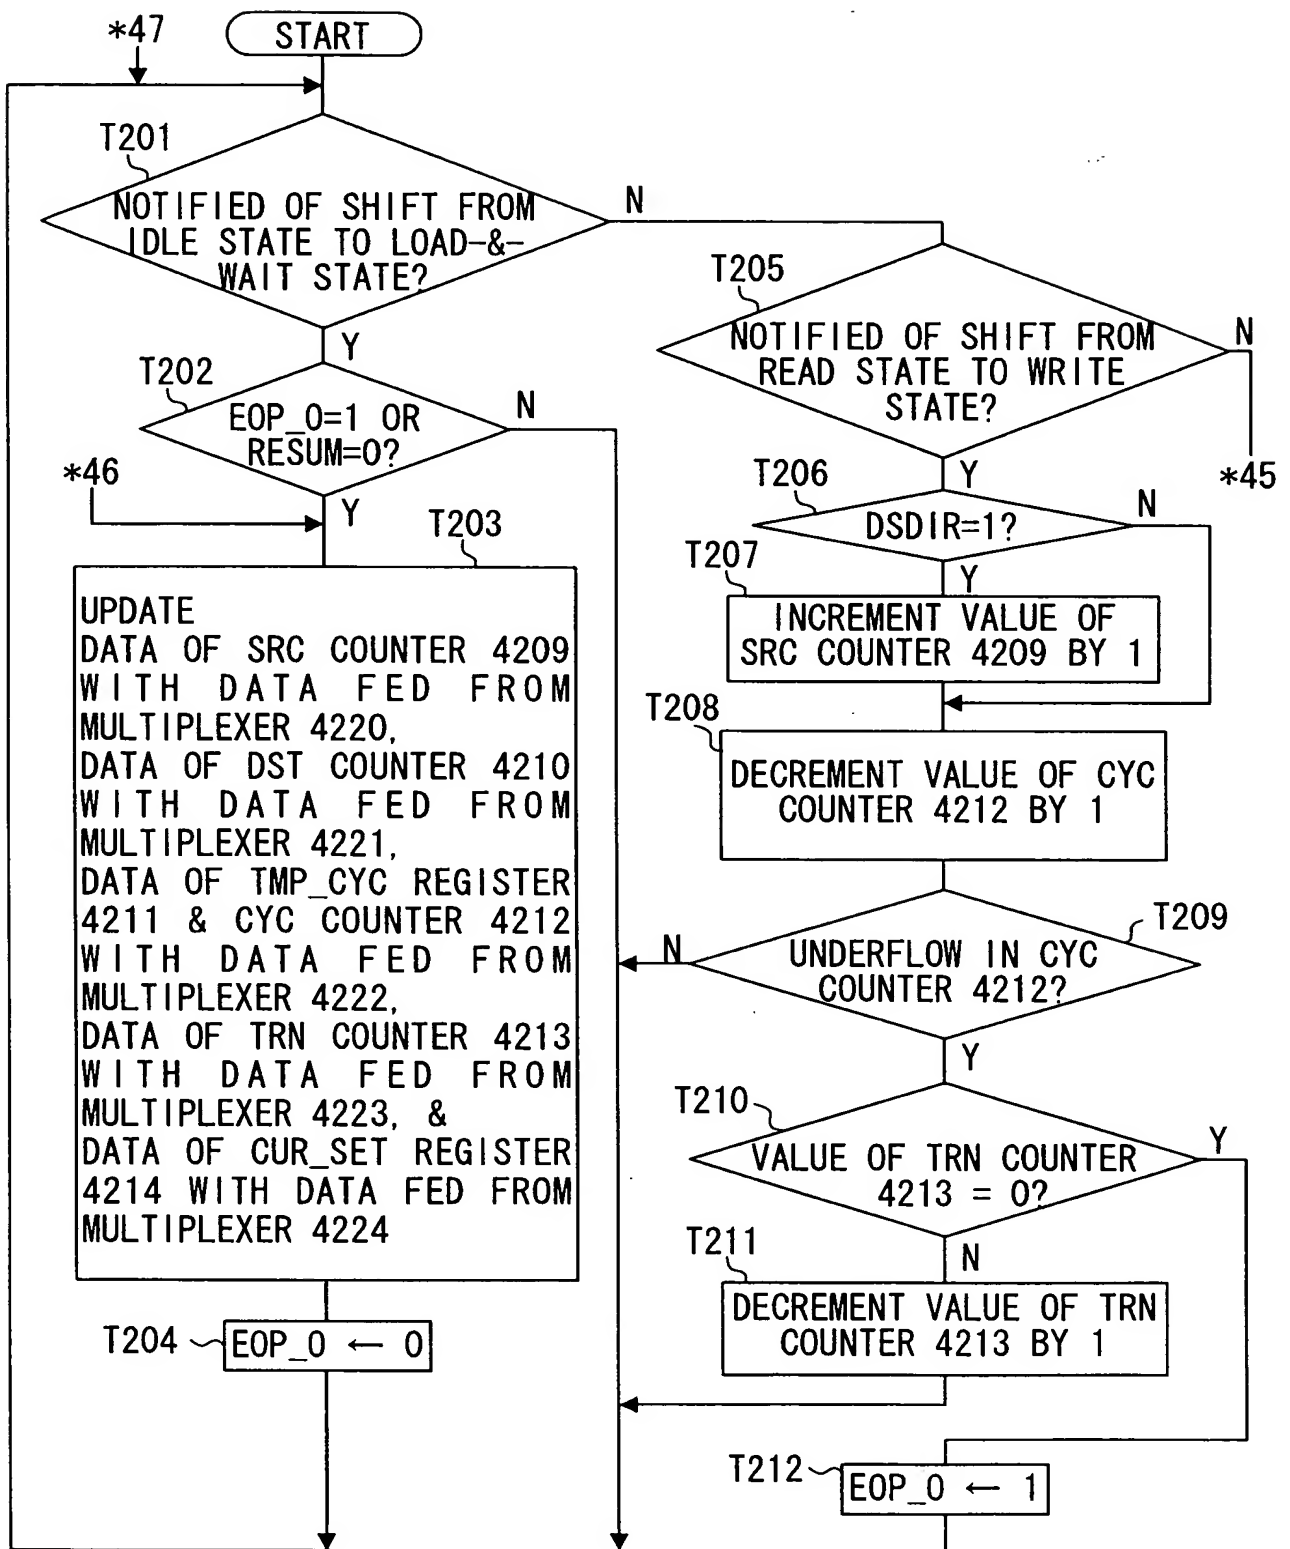 *47
START
T201
NOTIFIED OF SHIFT FROM
IDLE STATE TO LOAD-&-
WAIT STATE?
N
Y
T202
EOP_0=1 OR
RESUM=0?
N
*46
Y
T203
UPDATE
DATA OF SRC COUNTER 4209
WITH DATA FED FROM
MULTIPLEXER 4220,
DATA OF DST COUNTER 4210
WITH DATA FED FROM
MULTIPLEXER 4221,
DATA OF TMP_CYC REGISTER
4211 & CYC COUNTER 4212
WITH DATA FED FROM
MULTIPLEXER 4222,
DATA OF TRN COUNTER 4213
WITH DATA FED FROM
MULTIPLEXER 4223, &
DATA OF CUR_SET REGISTER
4214 WITH DATA FED FROM
MULTIPLEXER 4224
T204
EOP_0 ← 0
T205
NOTIFIED OF SHIFT FROM
READ STATE TO WRITE
STATE?
N
*45
Y
T206
DSDIR=1?
N
T207
Y
INCREMENT VALUE OF
SRC COUNTER 4209 BY 1
T208
DECREMENT VALUE OF CYC
COUNTER 4212 BY 1
T209
N
UNDERFLOW IN CYC
COUNTER 4212?
Y
T210
VALUE OF TRN COUNTER
4213 = 0?
Y
T211
N
DECREMENT VALUE OF TRN
COUNTER 4213 BY 1
T212
EOP_0 ← 1